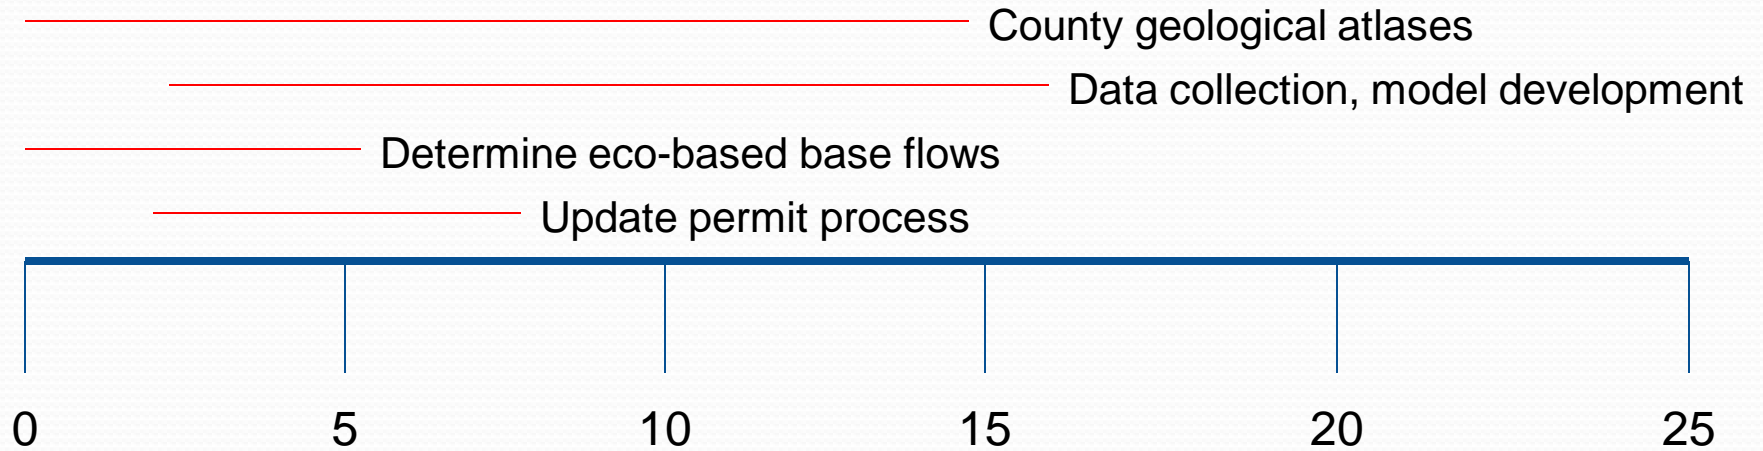 County geological atlases
Data collection, model development
Determine eco-based base flows
Update permit process
0 5 10 15 20 25